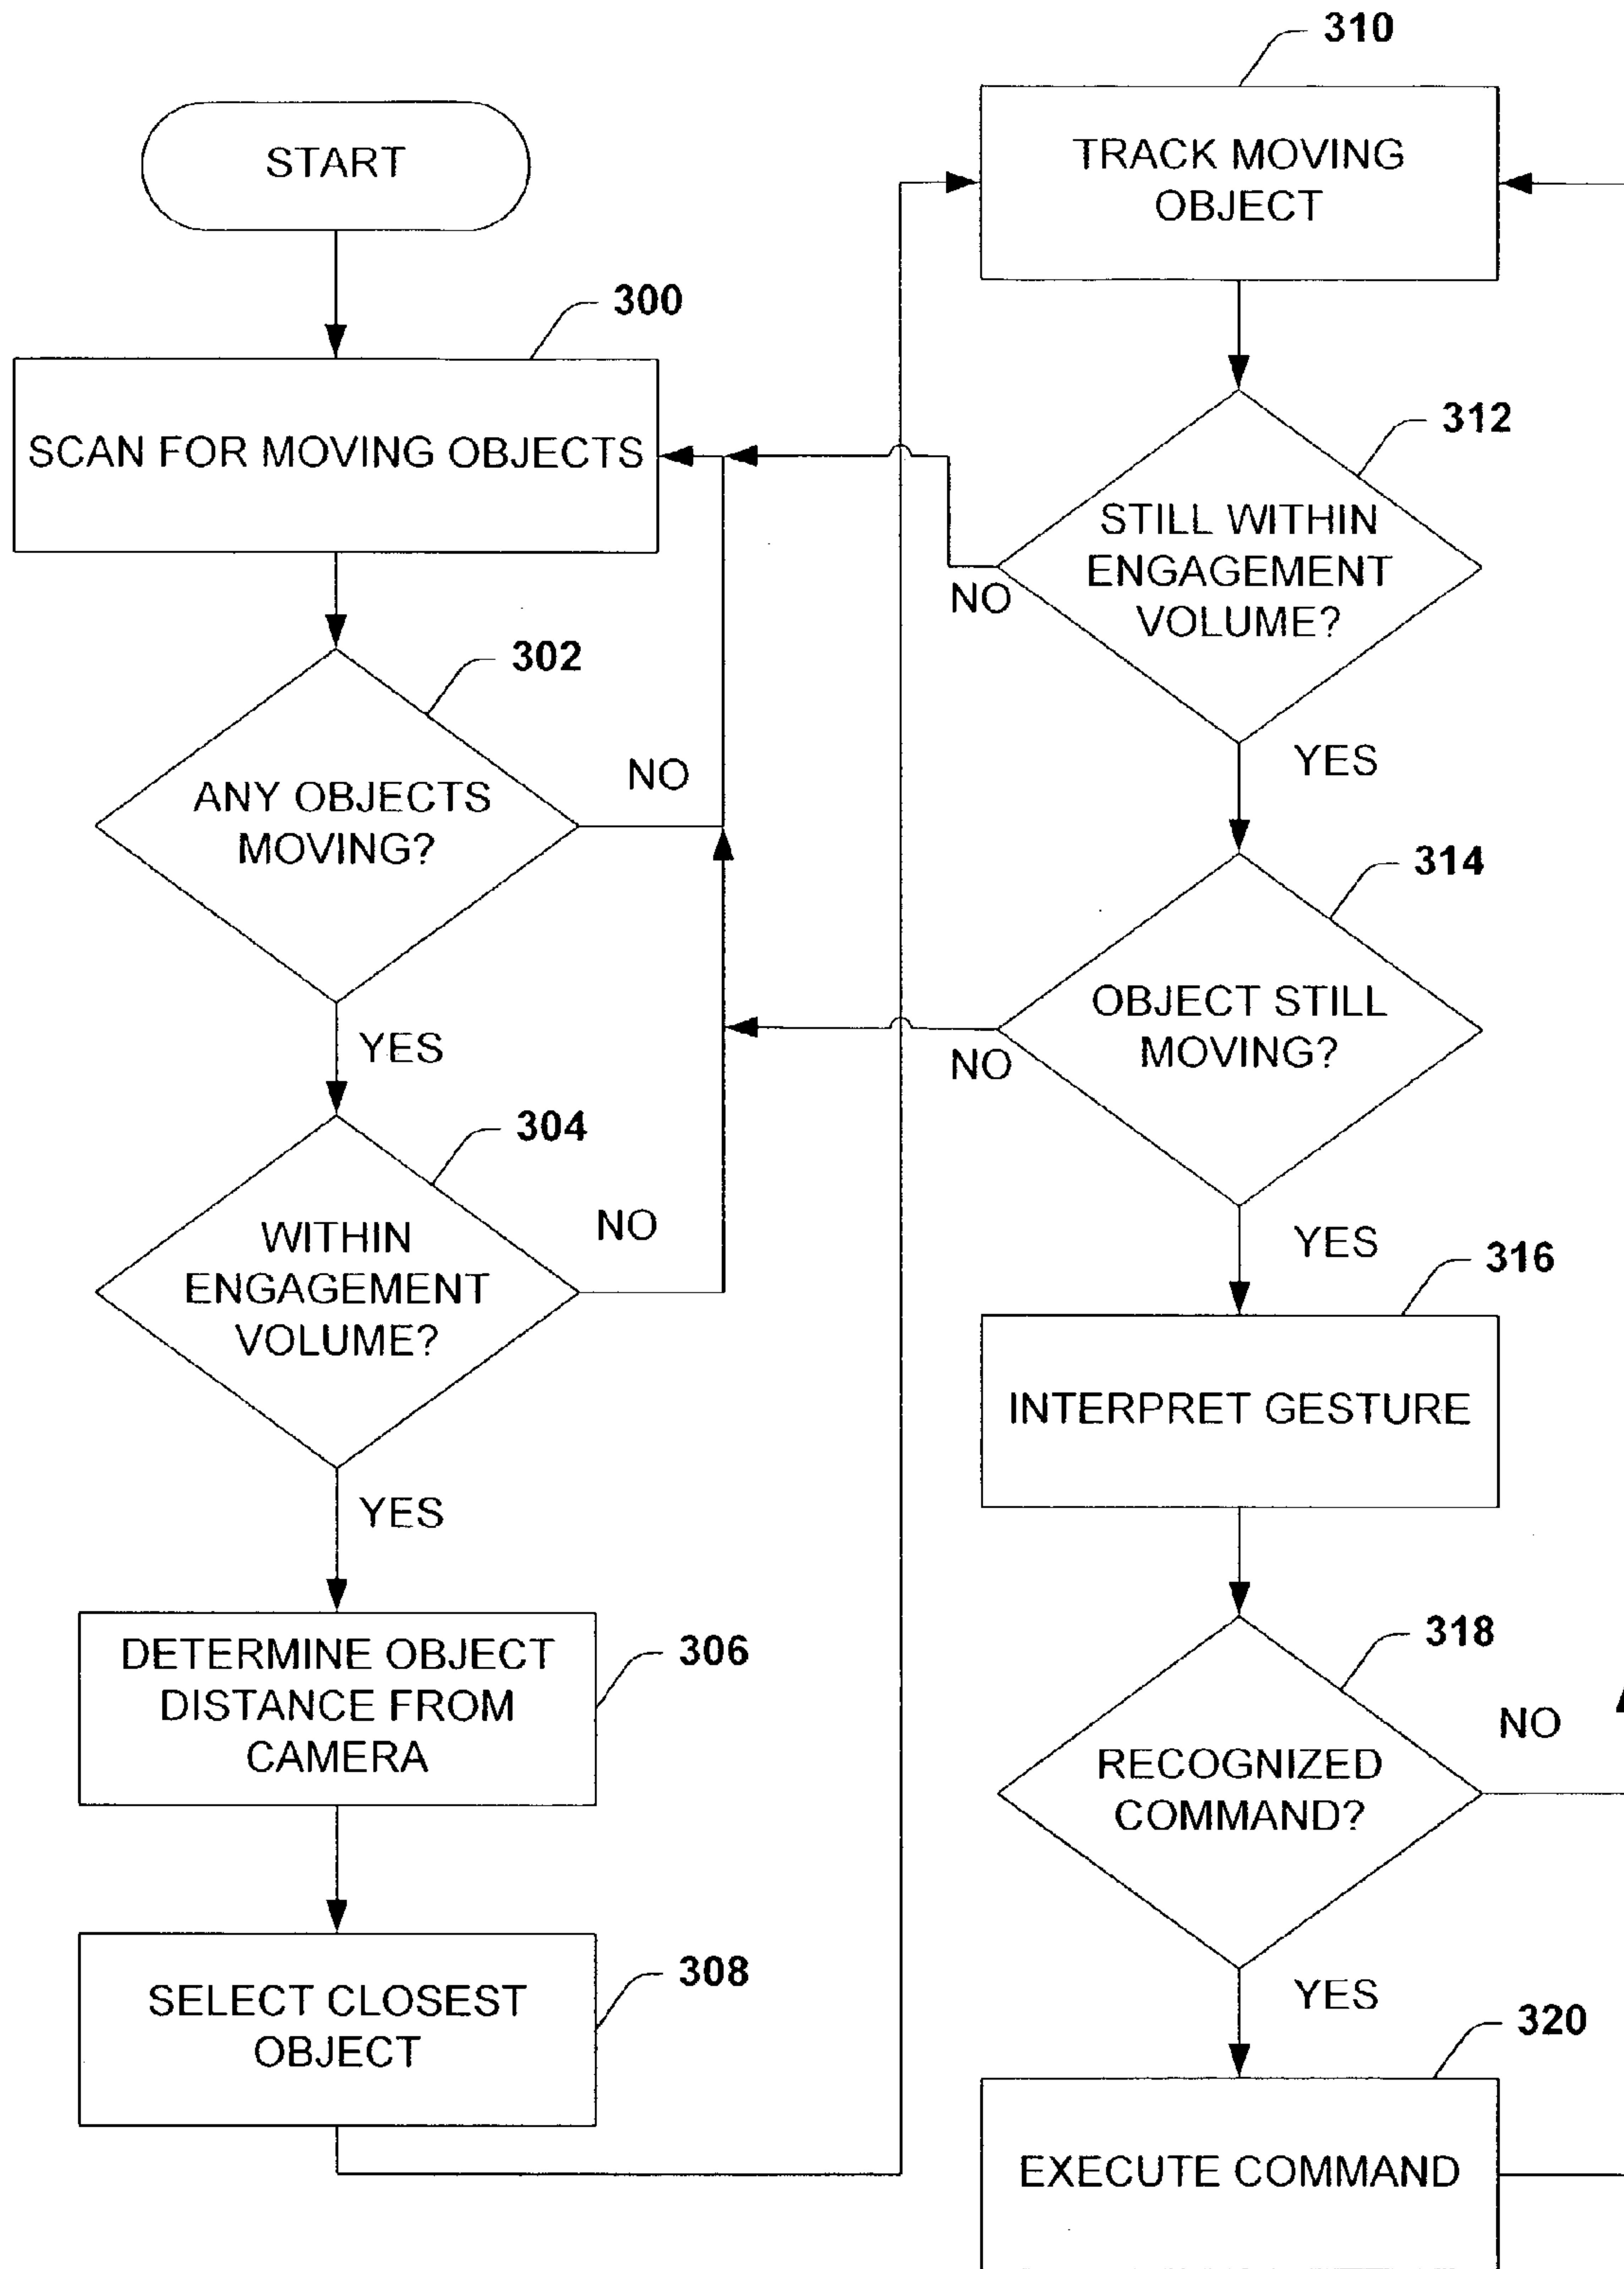 START
300
SCAN FOR MOVING OBJECTS
302
ANY OBJECTS
MOVING?
NO
YES
304
WITHIN
ENGAGEMENT
VOLUME?
NO
YES
306
DETERMINE OBJECT
DISTANCE FROM
CAMERA
308
SELECT CLOSEST
OBJECT
310
TRACK MOVING
OBJECT
312
STILL WITHIN
ENGAGEMENT
VOLUME?
NO
YES
314
OBJECT STILL
MOVING?
NO
YES
316
INTERPRET GESTURE
318
RECOGNIZED
COMMAND?
NO
YES
320
EXECUTE COMMAND